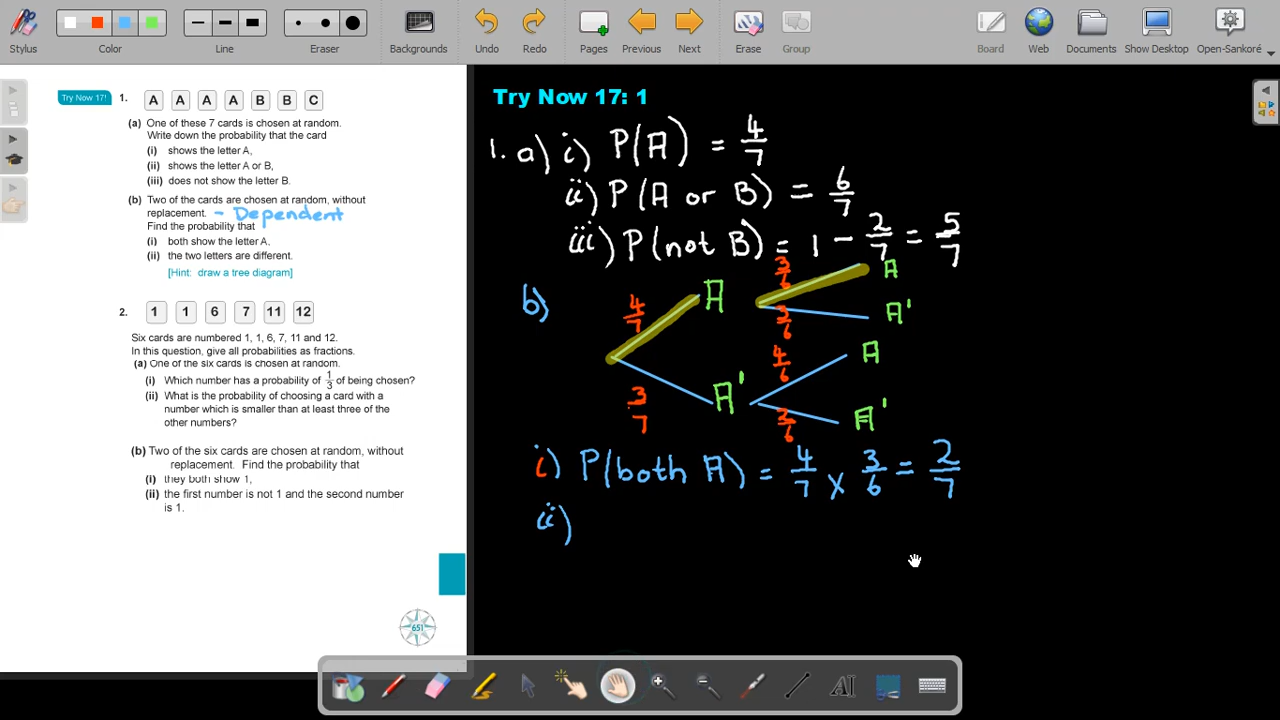 Stylus
Color
Line
Eraser
Backgrounds
Undo
Redo
Pages
Previous
Next
Erase
Group
Board
Web
Documents
Show Desktop
Open-Sankoré
Try Now 17!
1. A A A A B B C
(a) One of these 7 cards is chosen at random.
Write down the probability that the card
(i) shows the letter A,
(ii) shows the letter A or B,
(iii) does not show the letter B.
(b) Two of the cards are chosen at random, without
replacement. - Dependent
Find the probability that
(i) both show the letter A,
(ii) the two letters are different.
[Hint: draw a tree diagram]
2. 1 1 6 7 11 12
Six cards are numbered 1, 1, 6, 7, 11 and 12.
In this question, give all probabilities as fractions.
(a) One of the six cards is chosen at random.
(i) Which number has a probability of 1/3 of being chosen?
(ii) What is the probability of choosing a card with a
number which is smaller than at least three of the
other numbers?
(b) Two of the six cards are chosen at random, without
replacement. Find the probability that
(i) they both show 1,
(ii) the first number is not 1 and the second number
is 1.
651
Try Now 17: 1
1. a) i) P(A) = 4/7
ii) P(A or B) = 6/7
iii) P(not B) = 1 - 2/7 = 5/7
b) 4/7 A 3/6 A
3/6 A'
3/7 A' 4/6 A
2/6 A'
i) P(both A) = 4/7 x 3/6 = 2/7
ii)